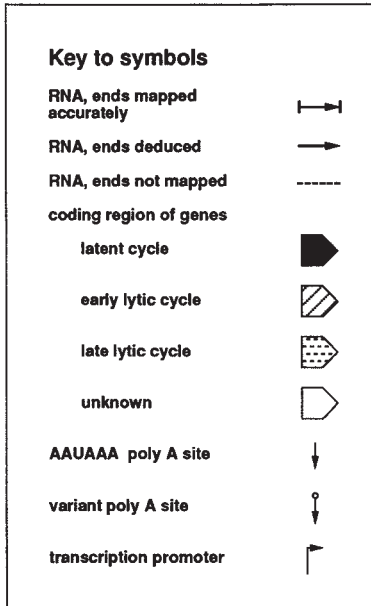 Key to symbols
RNA, ends mapped
accurately
RNA, ends deduced
RNA, ends not mapped
coding region of genes
latent cycle
early lytic cycle
late lytic cycle
unknown
AAUAAA poly A site
variant poly A site
transcription promoter